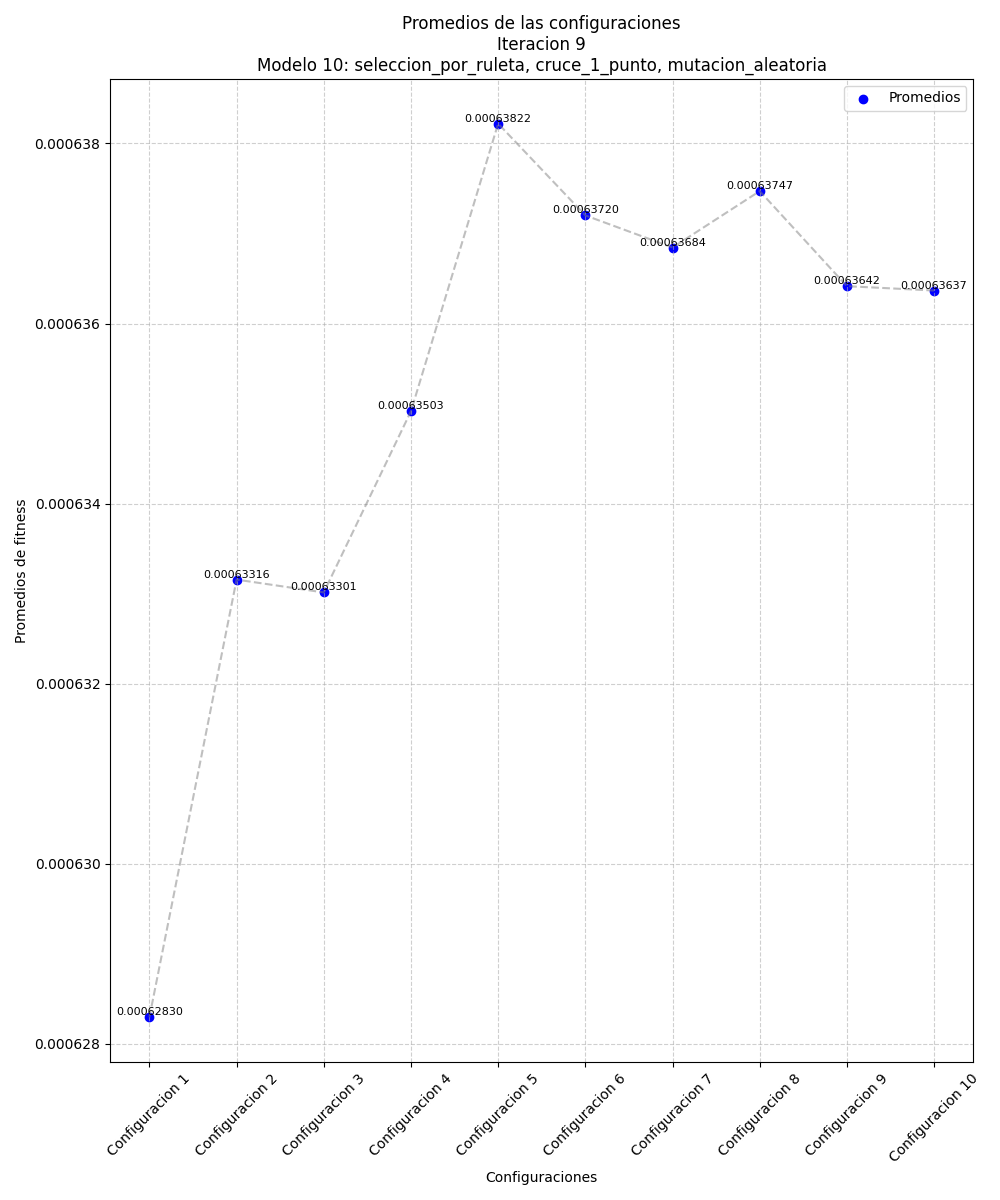 Promedios de las configuraciones
Iteracion 9
Modelo 10: seleccion_por_ruleta, cruce_1_punto, mutacion_aleatoria
Promedios
0.000638
0.000636
0.000634
0.000632
0.000630
0.000628
Promedios de fitness
0.00062830
0.00063316
0.00063301
0.00063503
0.00063822
0.00063720
0.00063684
0.00063747
0.00063642
0.00063637
Configuracion 1
Configuracion 2
Configuracion 3
Configuracion 4
Configuracion 5
Configuracion 6
Configuracion 7
Configuracion 8
Configuracion 9
Configuracion 10
Configuraciones